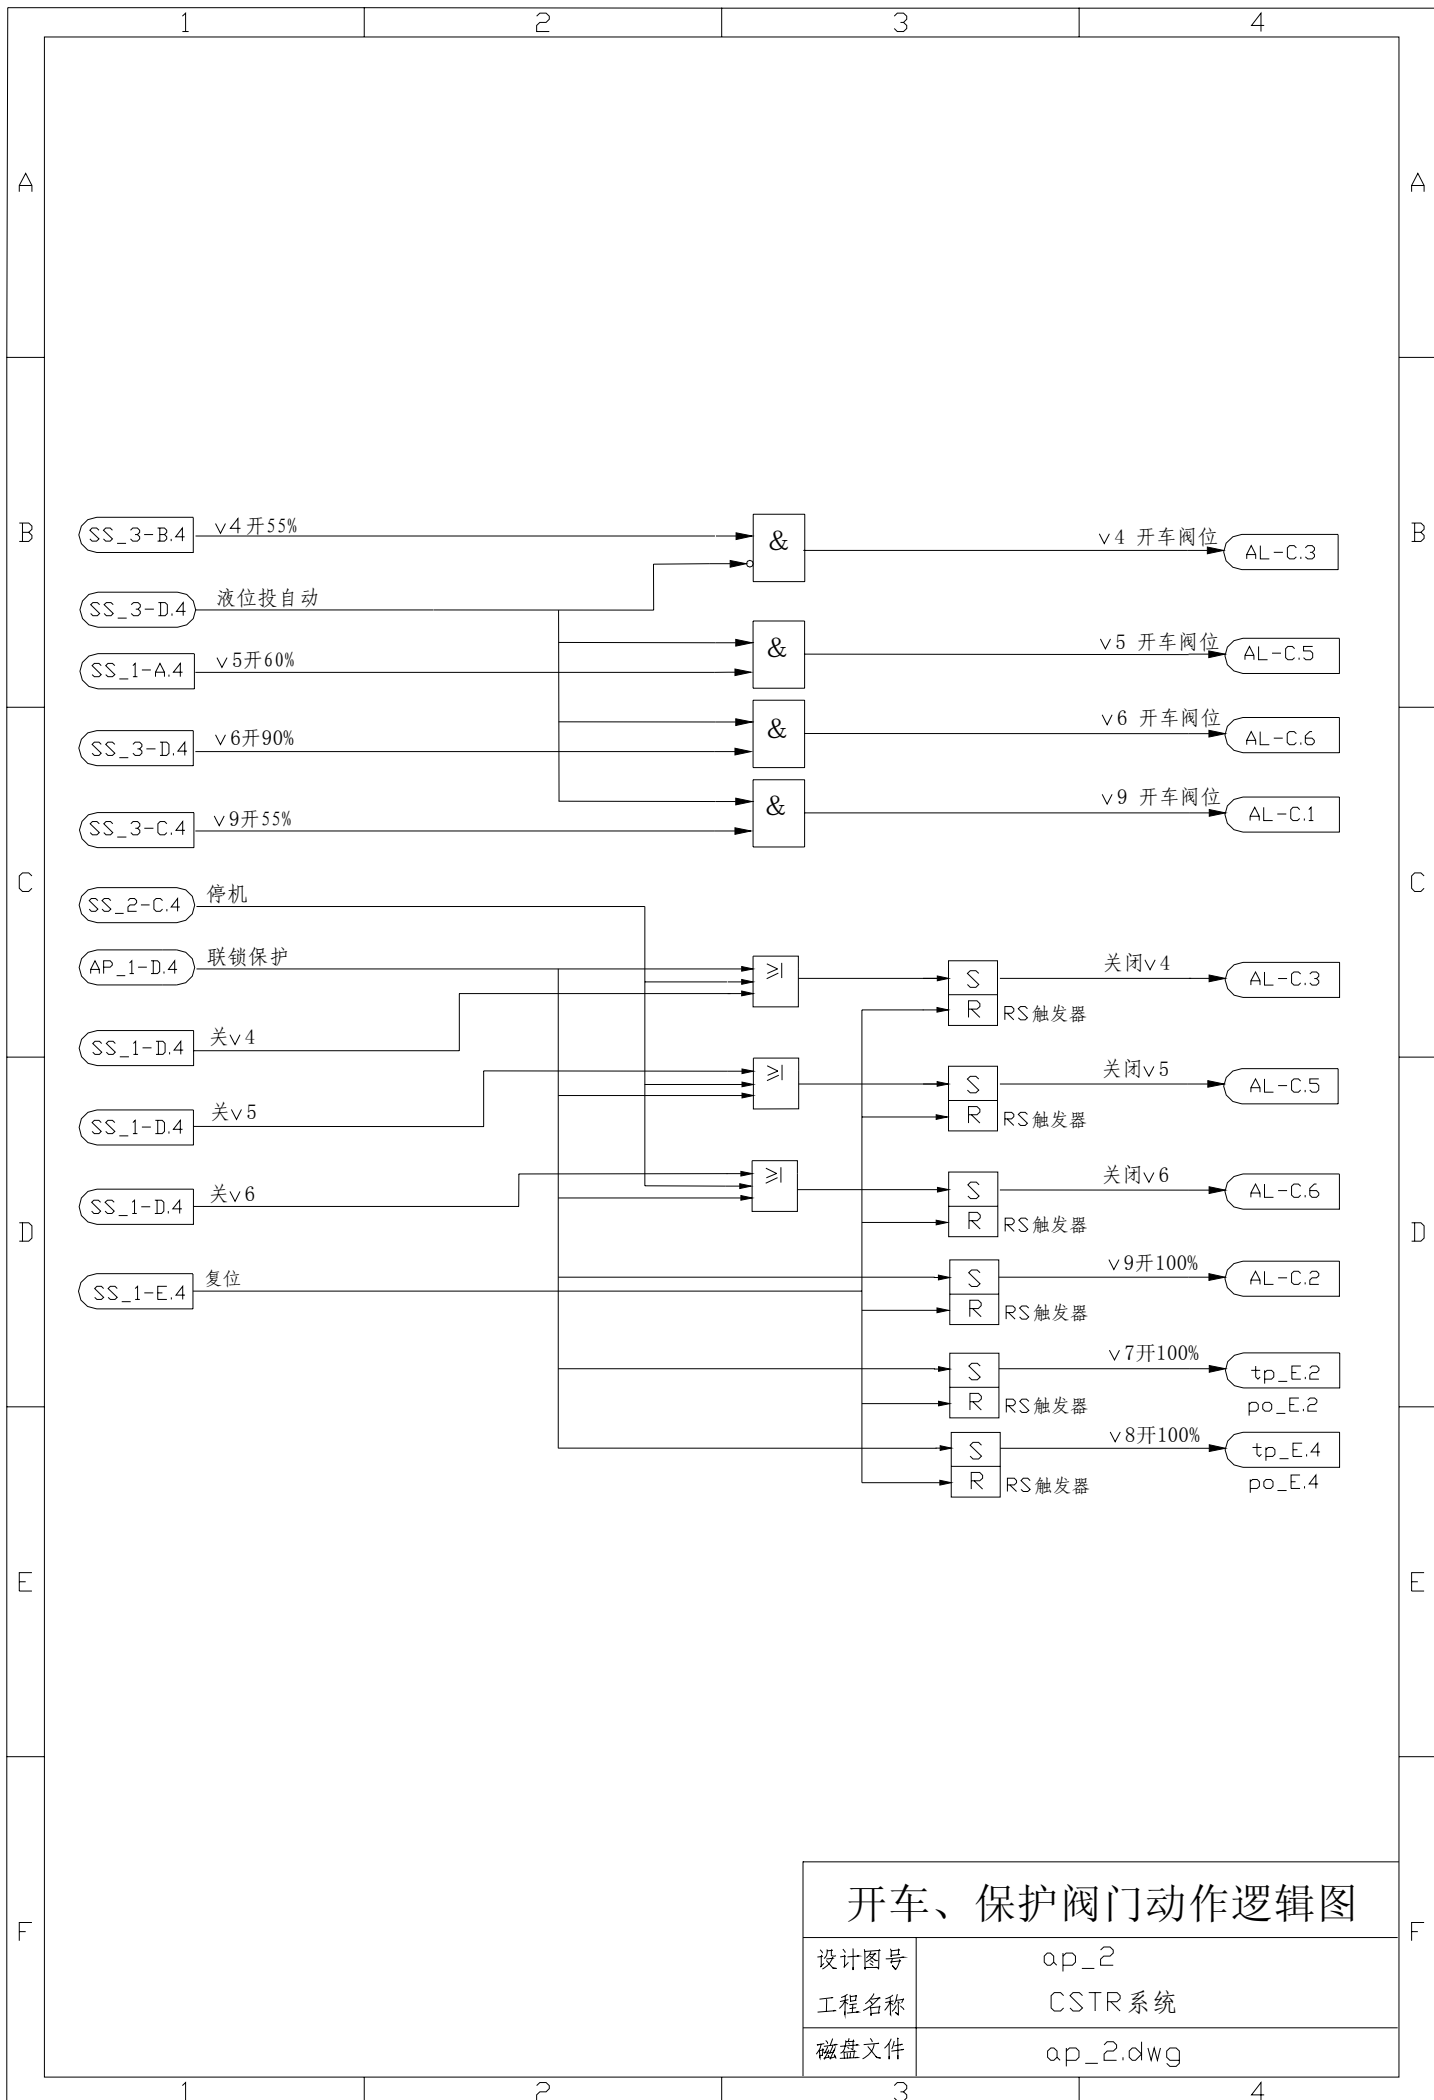 1 2 3 4
A A
B B
SS_3-B.4 v4开55% & v4 开车阀位 AL-C.3
SS_3-D.4 液位投自动
SS_1-A.4 v5开60% & v5 开车阀位 AL-C.5
C C
SS_3-D.4 v6开90% & v6 开车阀位 AL-C.6
SS_3-C.4 v9开55% & v9 开车阀位 AL-C.1
SS_2-C.4 停机
AP_1-D.4 联锁保护 ≥1 S 关闭v4 AL-C.3
R RS触发器
SS_1-D.4 关v4
≥1 S 关闭v5 AL-C.5
R RS触发器
SS_1-D.4 关v5
D D
≥1 S 关闭v6 AL-C.6
SS_1-D.4 关v6
R RS触发器
SS_1-E.4 复位 S v9开100% AL-C.2
R RS触发器
S v7开100% tp_E.2
R RS触发器 po_E.2
S v8开100% tp_E.4
R RS触发器 po_E.4
E E
F F
开车、保护阀门动作逻辑图
设计图号 ap_2
工程名称 CSTR系统
磁盘文件 ap_2.dwg
1 2 3 4